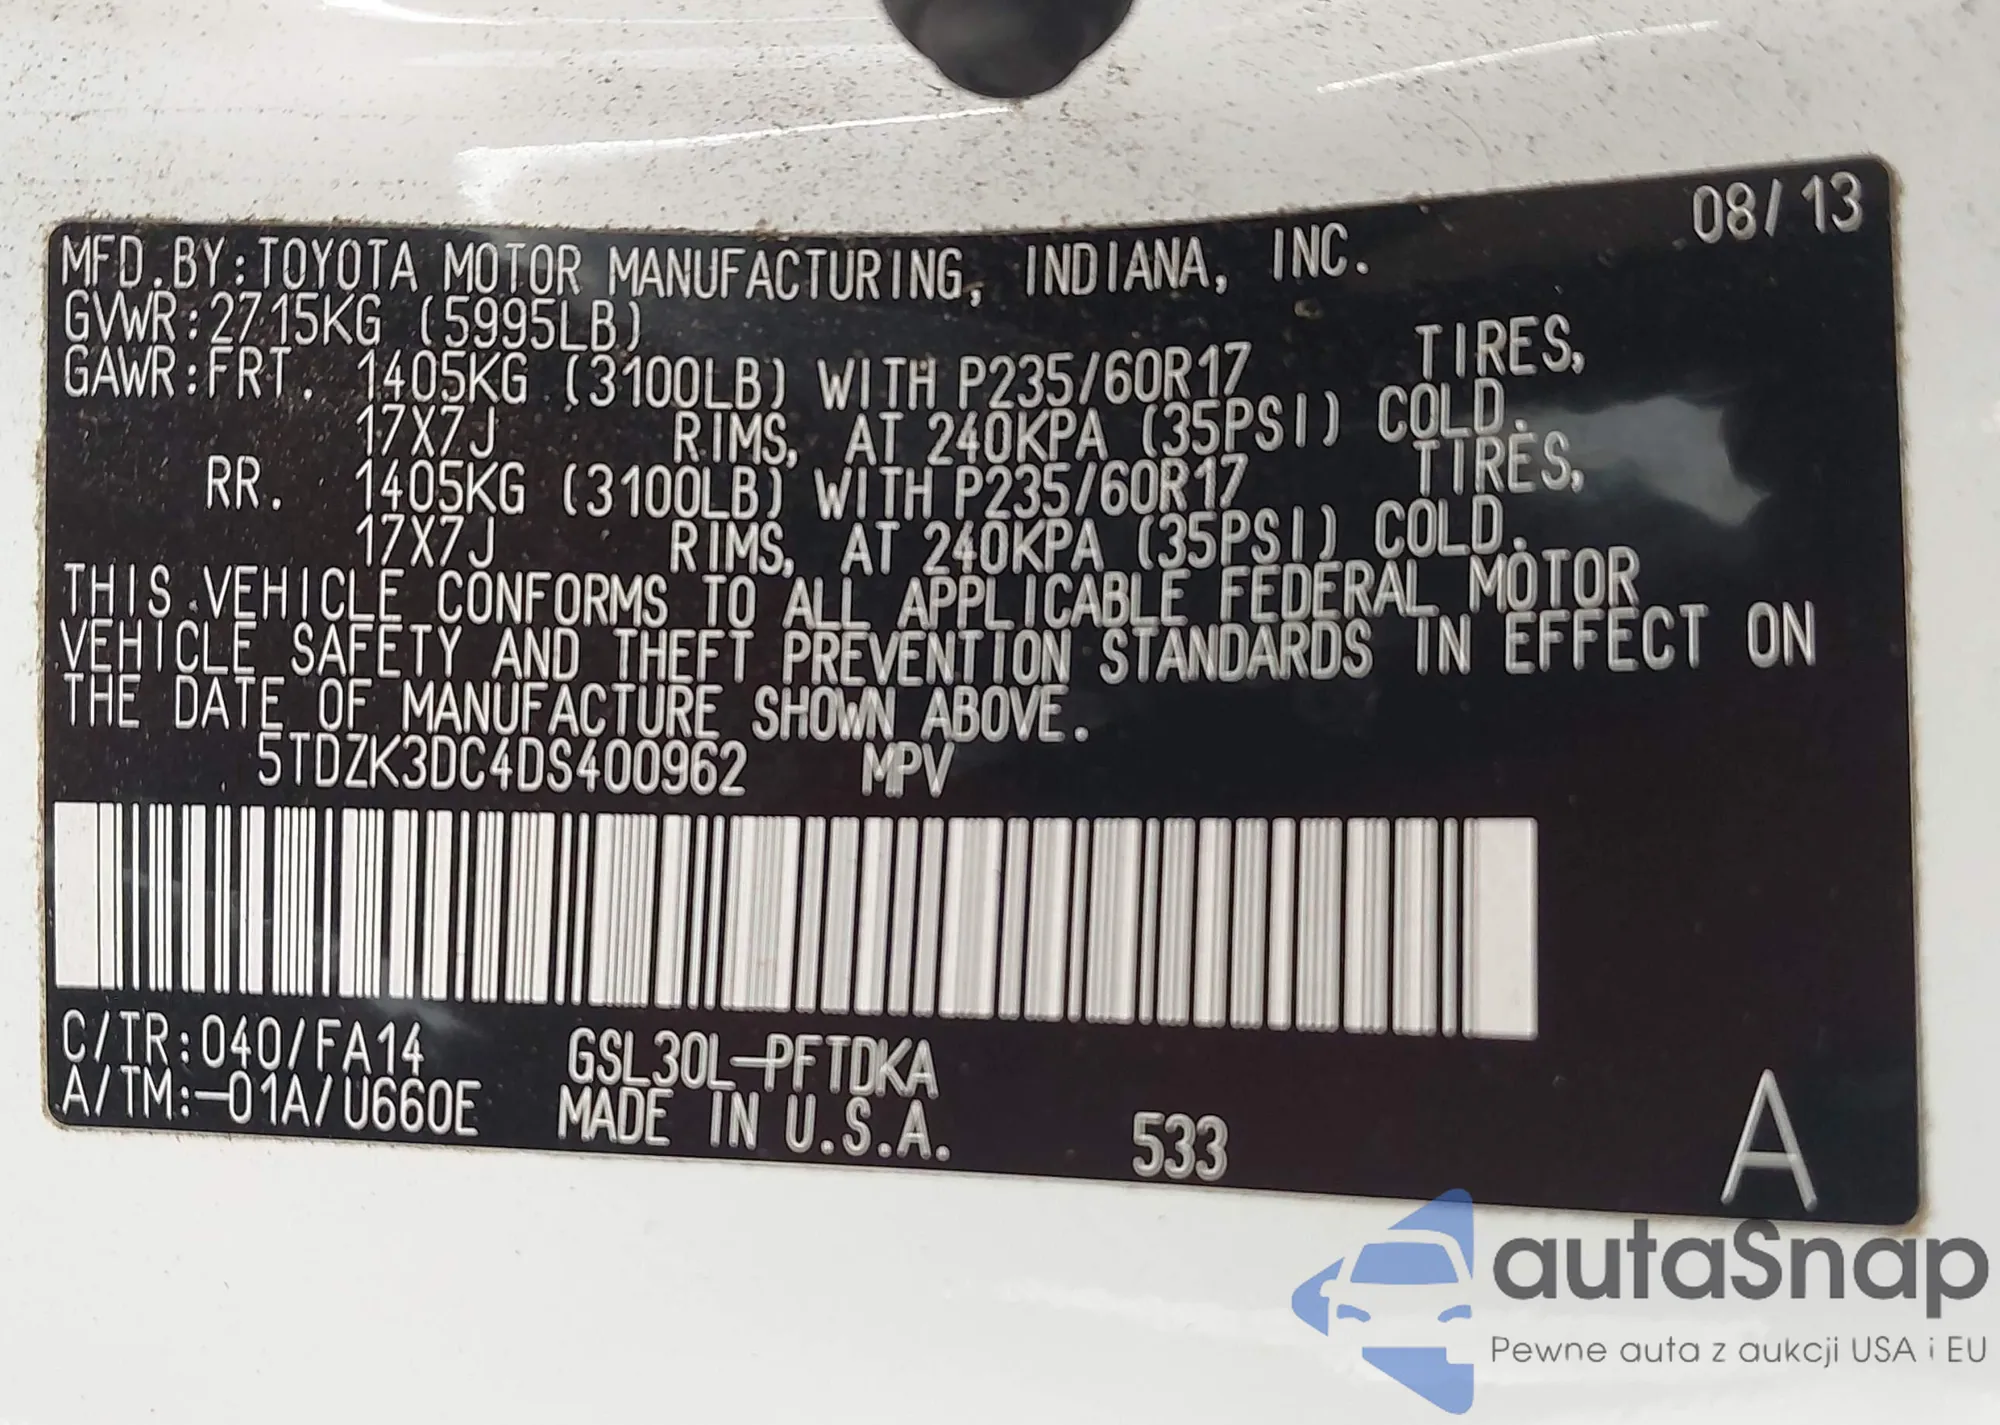 08/13
MFD.BY:TOYOTA MOTOR MANUFACTURING, INDIANA, INC.
GVWR:2715KG (5995LB)
GAWR:FRT. 1405KG (3100LB) WITH P235/60R17 TIRES,
17X7J RIMS, AT 240KPA (35PSI) COLD.
RR. 1405KG (3100LB) WITH P235/60R17 TIRES,
17X7J RIMS, AT 240KPA (35PSI) COLD.
THIS VEHICLE CONFORMS TO ALL APPLICABLE FEDERAL MOTOR
VEHICLE SAFETY AND THEFT PREVENTION STANDARDS IN EFFECT ON
THE DATE OF MANUFACTURE SHOWN ABOVE.
5TDZK3DC4DS400962 MPV
C/TR:040/FA14 GSL30L-PFTDKA
A/TM:-01A/U660E MADE IN U.S.A. 533 A
autaSnap
Pewne auta z aukcji USA i EU